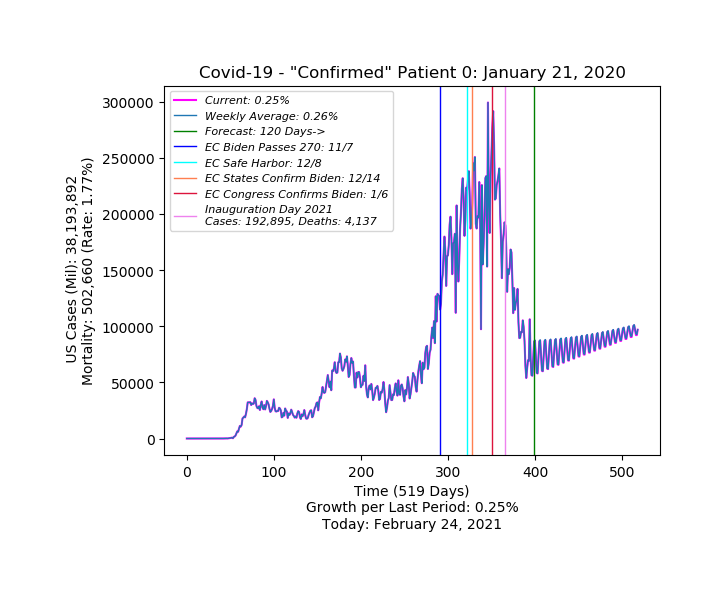 Covid-19 - "Confirmed" Patient 0: January 21, 2020
Current: 0.25%
Weekly Average: 0.26%
Forecast: 120 Days->
EC Biden Passes 270: 11/7
EC Safe Harbor: 12/8
EC States Confirm Biden: 12/14
EC Congress Confirms Biden: 1/6
Inauguration Day 2021
Cases: 192,895, Deaths: 4,137
US Cases (Mil): 38,193,892
Mortality: 502,660 (Rate: 1.77%)
300000
250000
200000
150000
100000
50000
0
0 100 200 300 400 500
Time (519 Days)
Growth per Last Period: 0.25%
Today: February 24, 2021